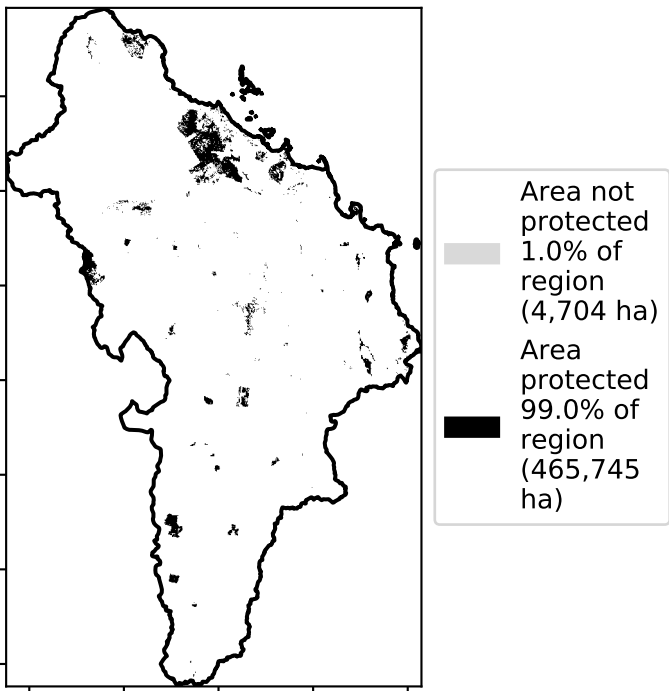 Area not
protected
1.0% of
region
(4,704 ha)
Area
protected
99.0% of
region
(465,745
ha)